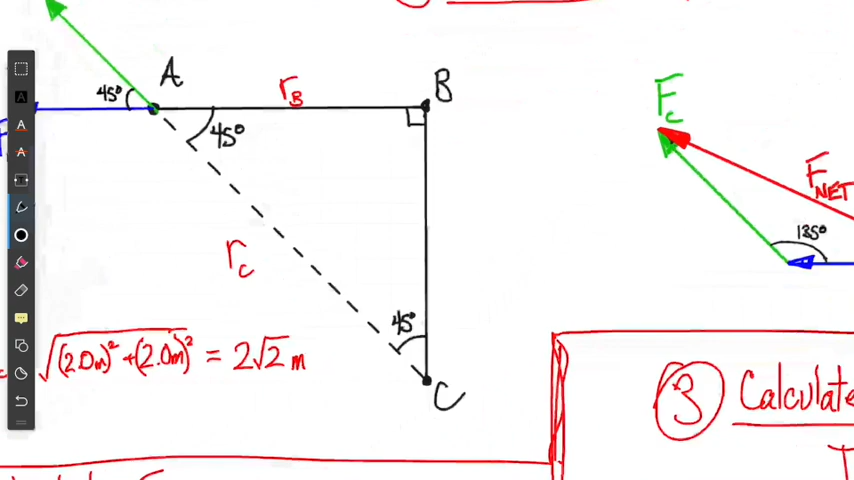 A
B
45°
r_B
45°
F_C
F_NET
135°
r_C
45°
√(2.0m)² + (2.0m)² = 2√2 m
C
3 Calculate